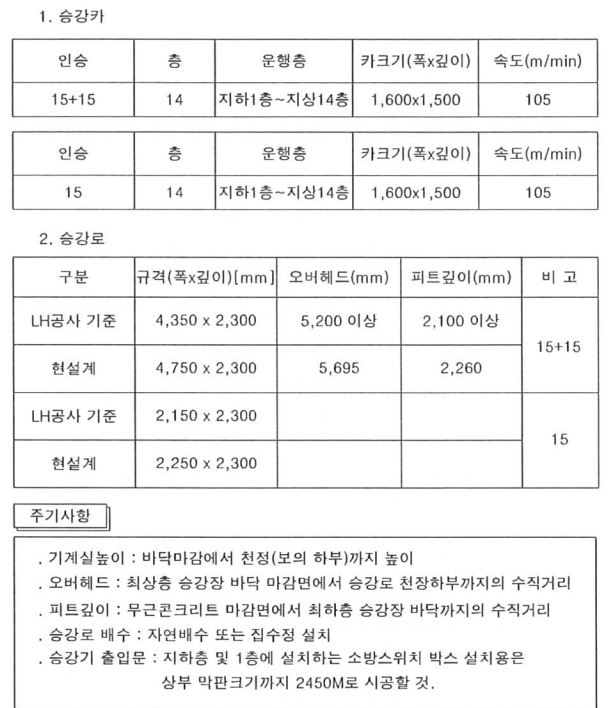 1. 승강카
인승 층 운행층 카크기(폭x깊이) 속도(m/min)
15+15 14 지하1층~지상14층 1,600x1,500 105
인승 층 운행층 카크기(폭x깊이) 속도(m/min)
15 14 지하1층~지상14층 1,600x1,500 105
2. 승강로
구분 규격(폭x깊이)[mm] 오버헤드(mm) 피트깊이(mm) 비 고
LH공사 기준 4,350 x 2,300 5,200 이상 2,100 이상
15+15
현설계 4,750 x 2,300 5,695 2,260
LH공사 기준 2,150 x 2,300
15
현설계 2,250 x 2,300
주기사항
. 기계실높이 : 바닥마감에서 천정(보의 하부)까지 높이
. 오버헤드 : 최상층 승강장 바닥 마감면에서 승강로 천장하부까지의 수직거리
. 피트깊이 : 무근콘크리트 마감면에서 최하층 승강장 바닥까지의 수직거리
. 승강로 배수 : 자연배수 또는 집수정 설치
. 승강기 출입문 : 지하층 및 1층에 설치하는 소방스위치 박스 설치용은
상부 막판크기까지 2450M로 시공할 것.